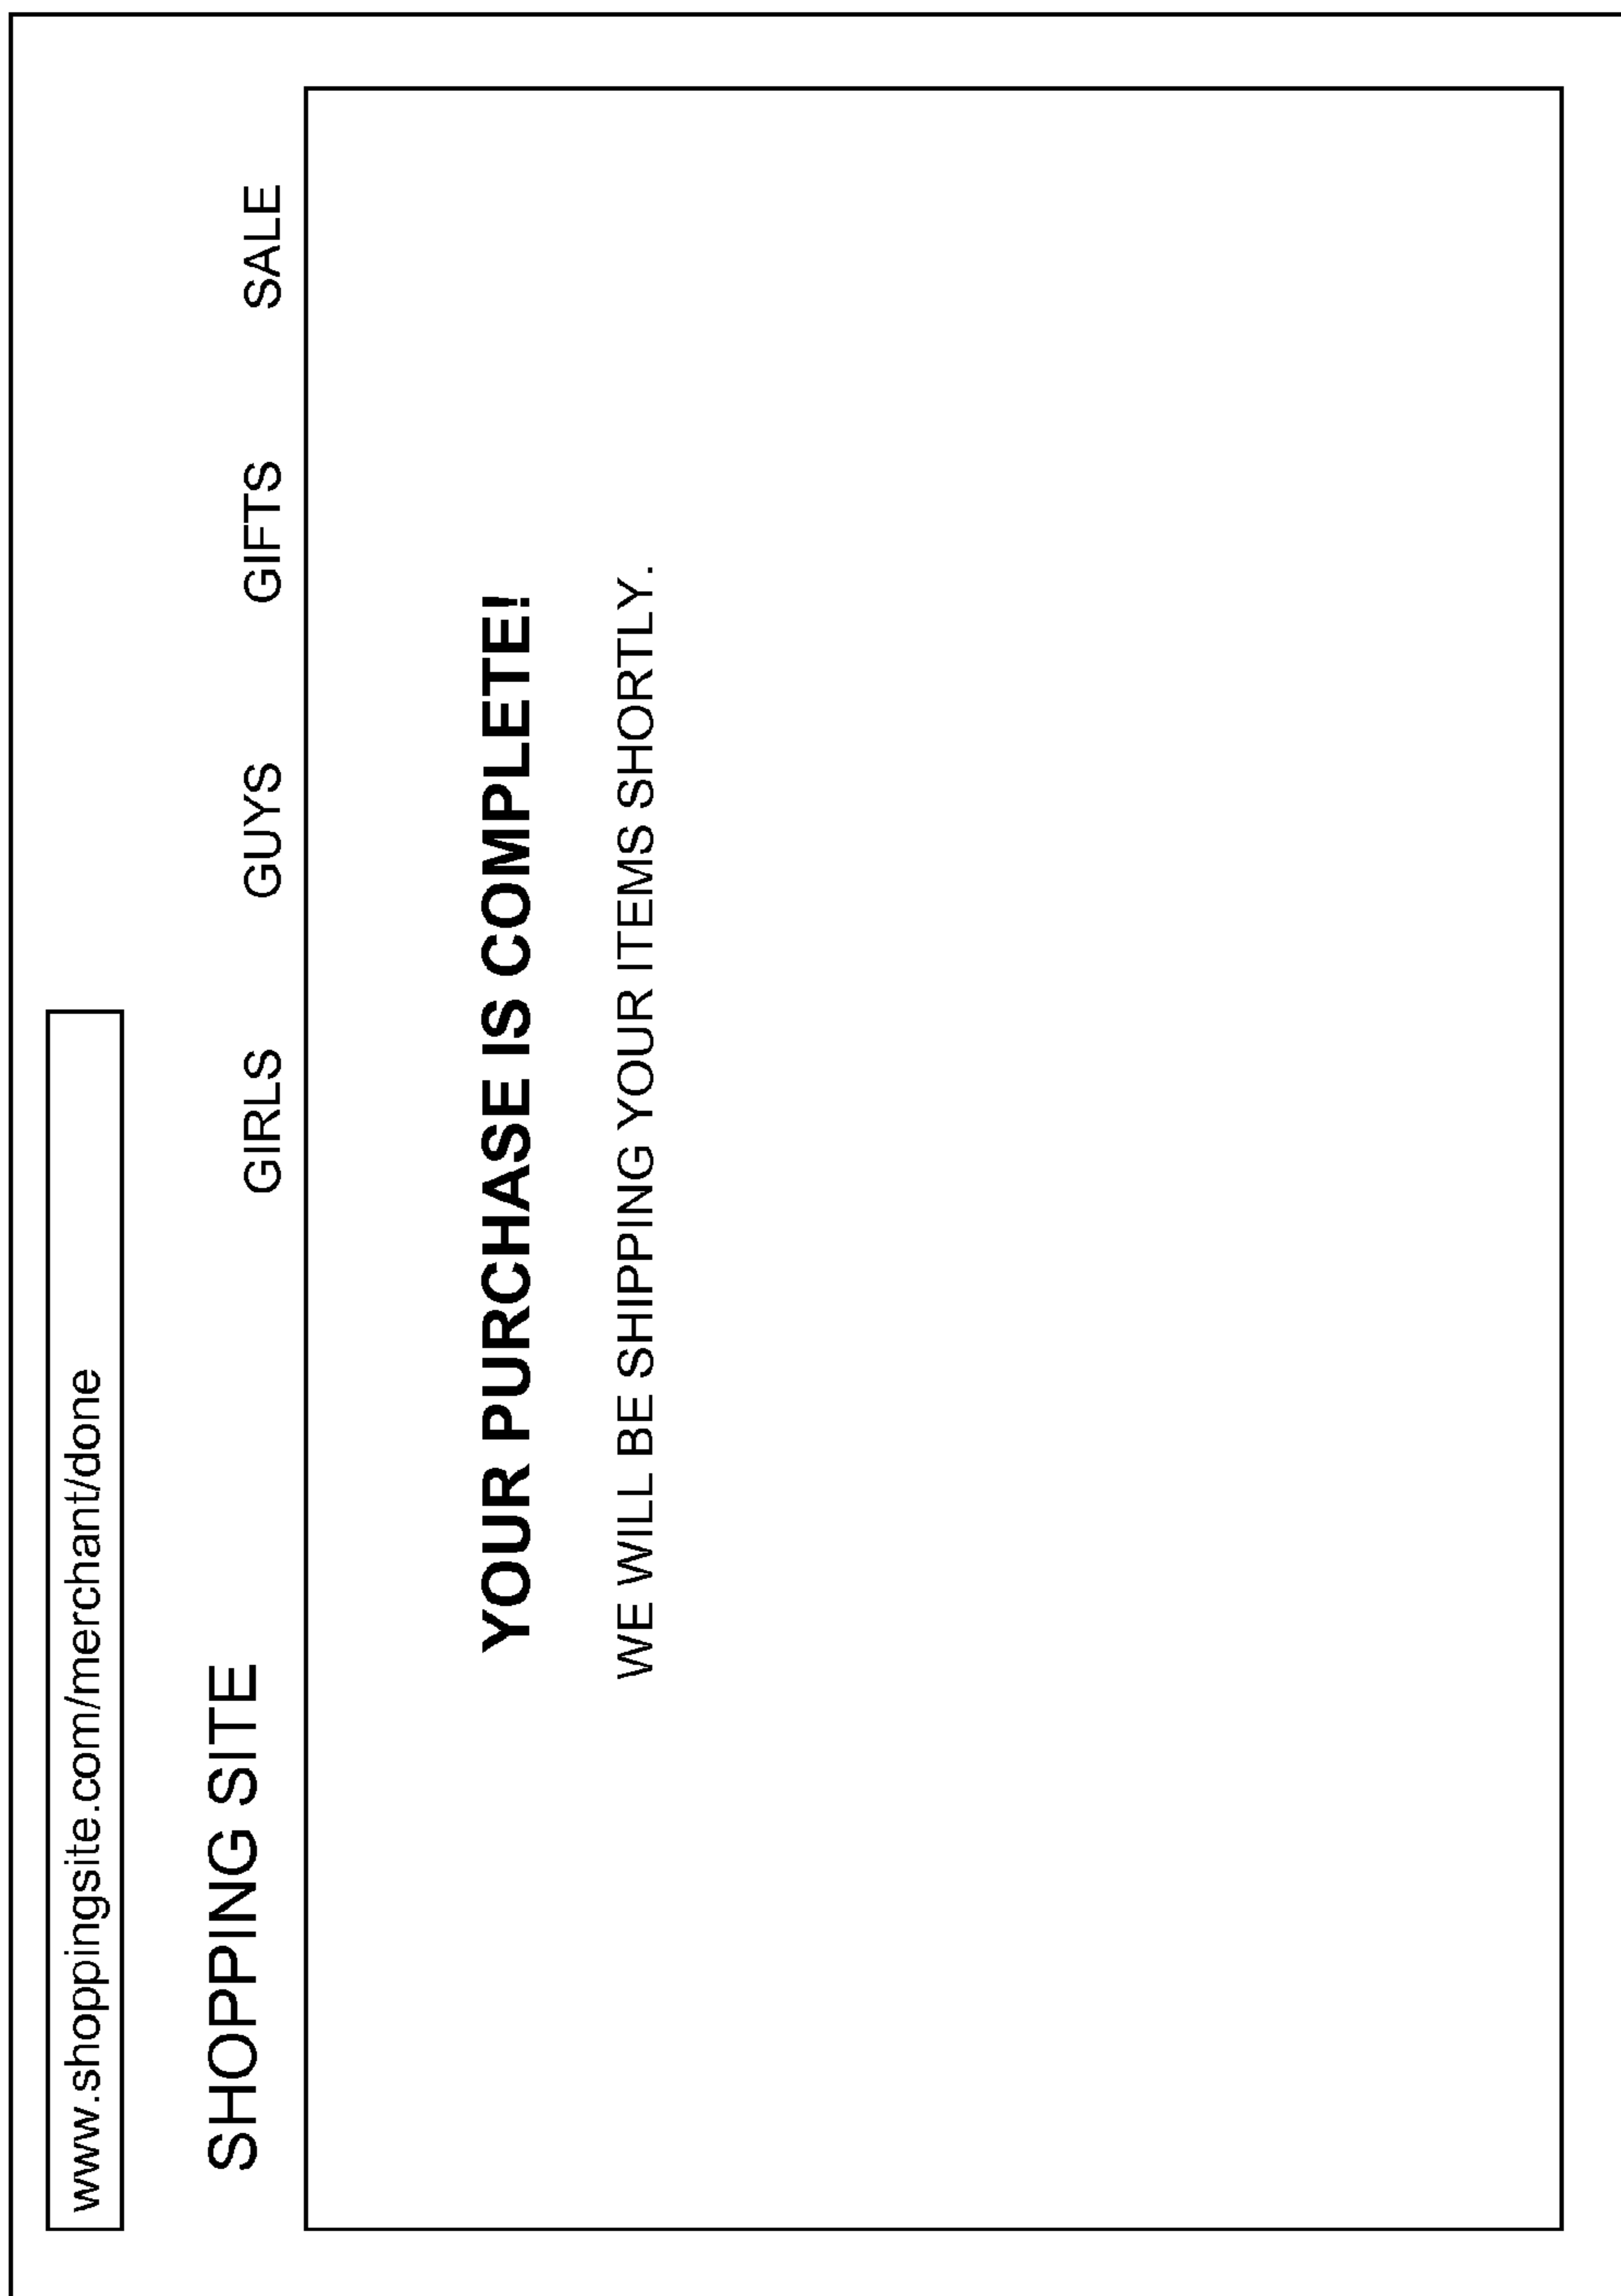 www.shoppingsite.com/merchant/done
SHOPPING SITE
GIRLS GUYS GIFTS SALE
YOUR PURCHASE IS COMPLETE!
WE WILL BE SHIPPING YOUR ITEMS SHORTLY.